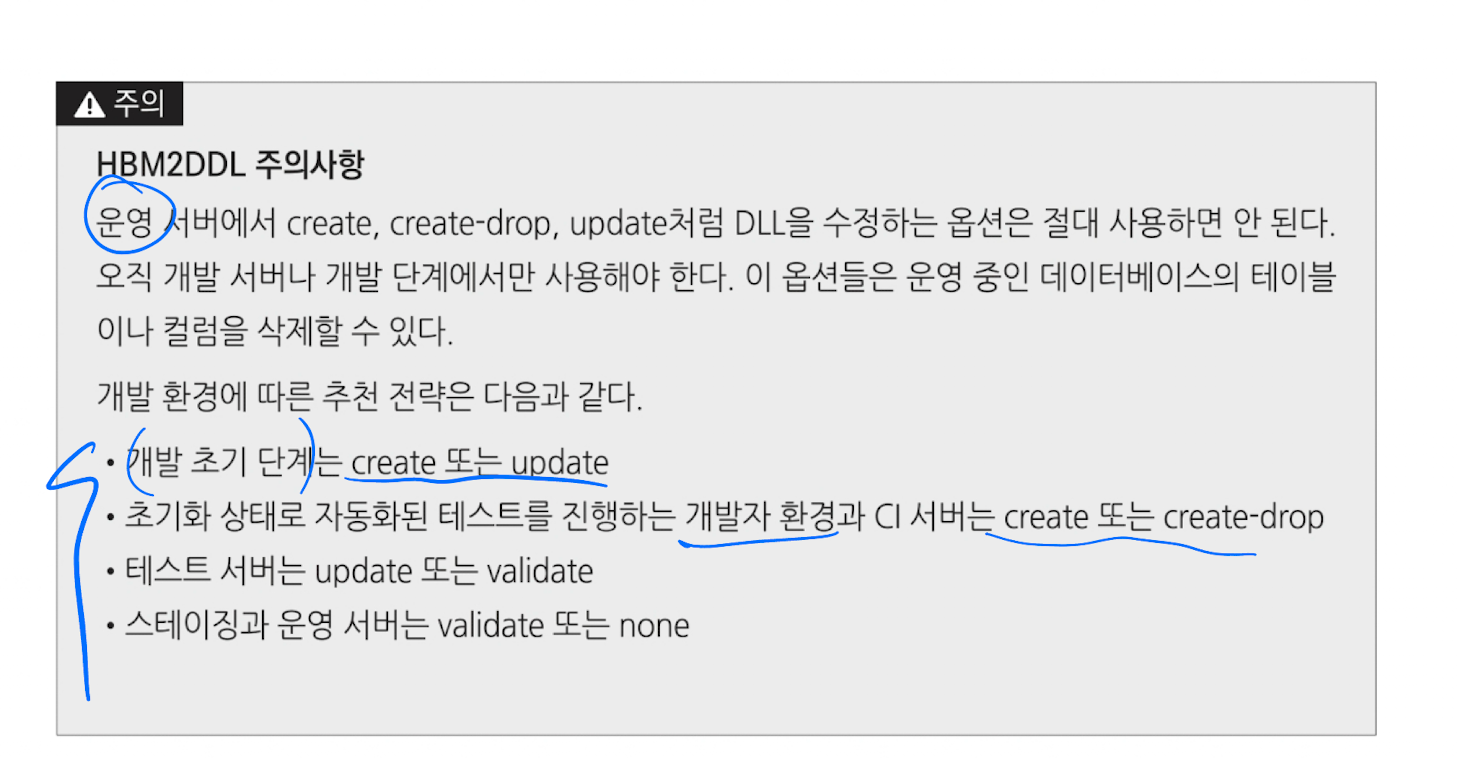 주의
HBM2DDL 주의사항
운영 서버에서 create, create-drop, update처럼 DLL을 수정하는 옵션은 절대 사용하면 안 된다.
오직 개발 서버나 개발 단계에서만 사용해야 한다. 이 옵션들은 운영 중인 데이터베이스의 테이블
이나 컬럼을 삭제할 수 있다.
개발 환경에 따른 추천 전략은 다음과 같다.
• 개발 초기 단계는 create 또는 update
• 초기화 상태로 자동화된 테스트를 진행하는 개발자 환경과 CI 서버는 create 또는 create-drop
• 테스트 서버는 update 또는 validate
• 스테이징과 운영 서버는 validate 또는 none